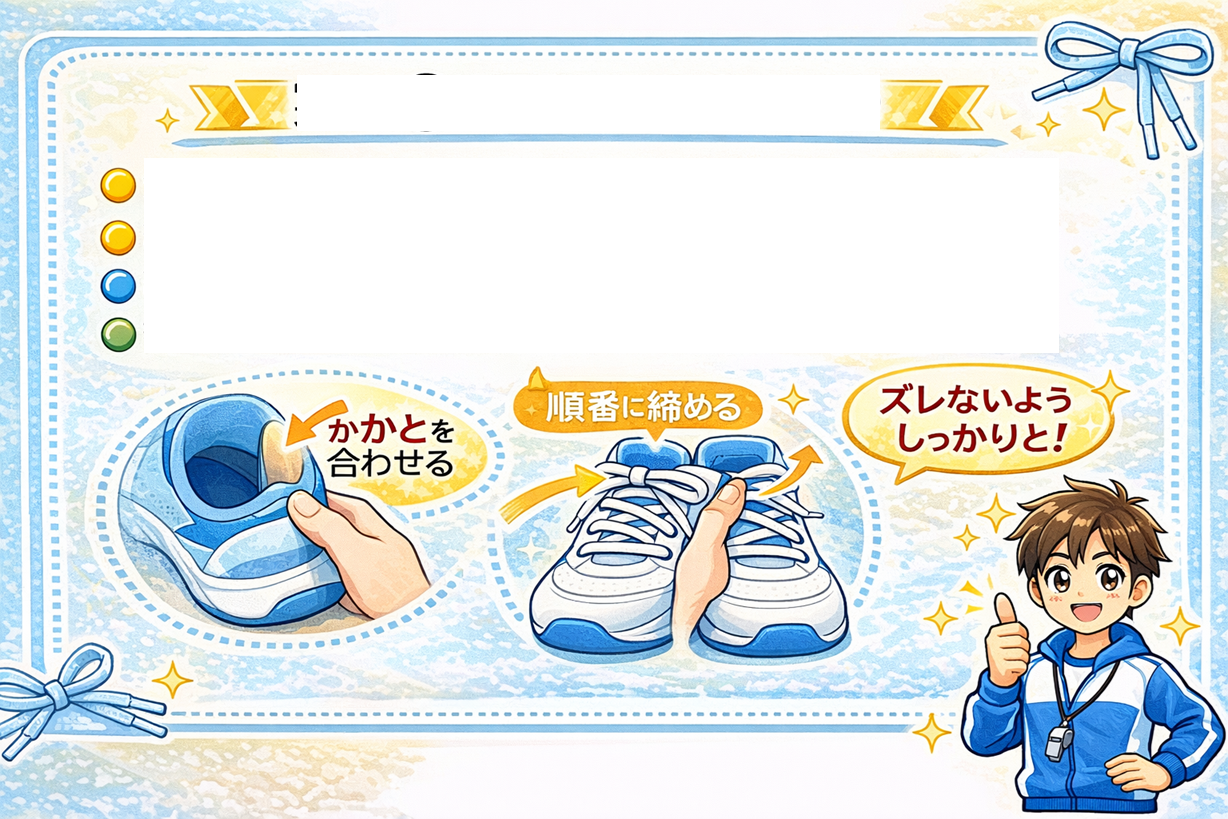 かかとを
合わせる
順番に締める
ズレないよう
しっかりと!